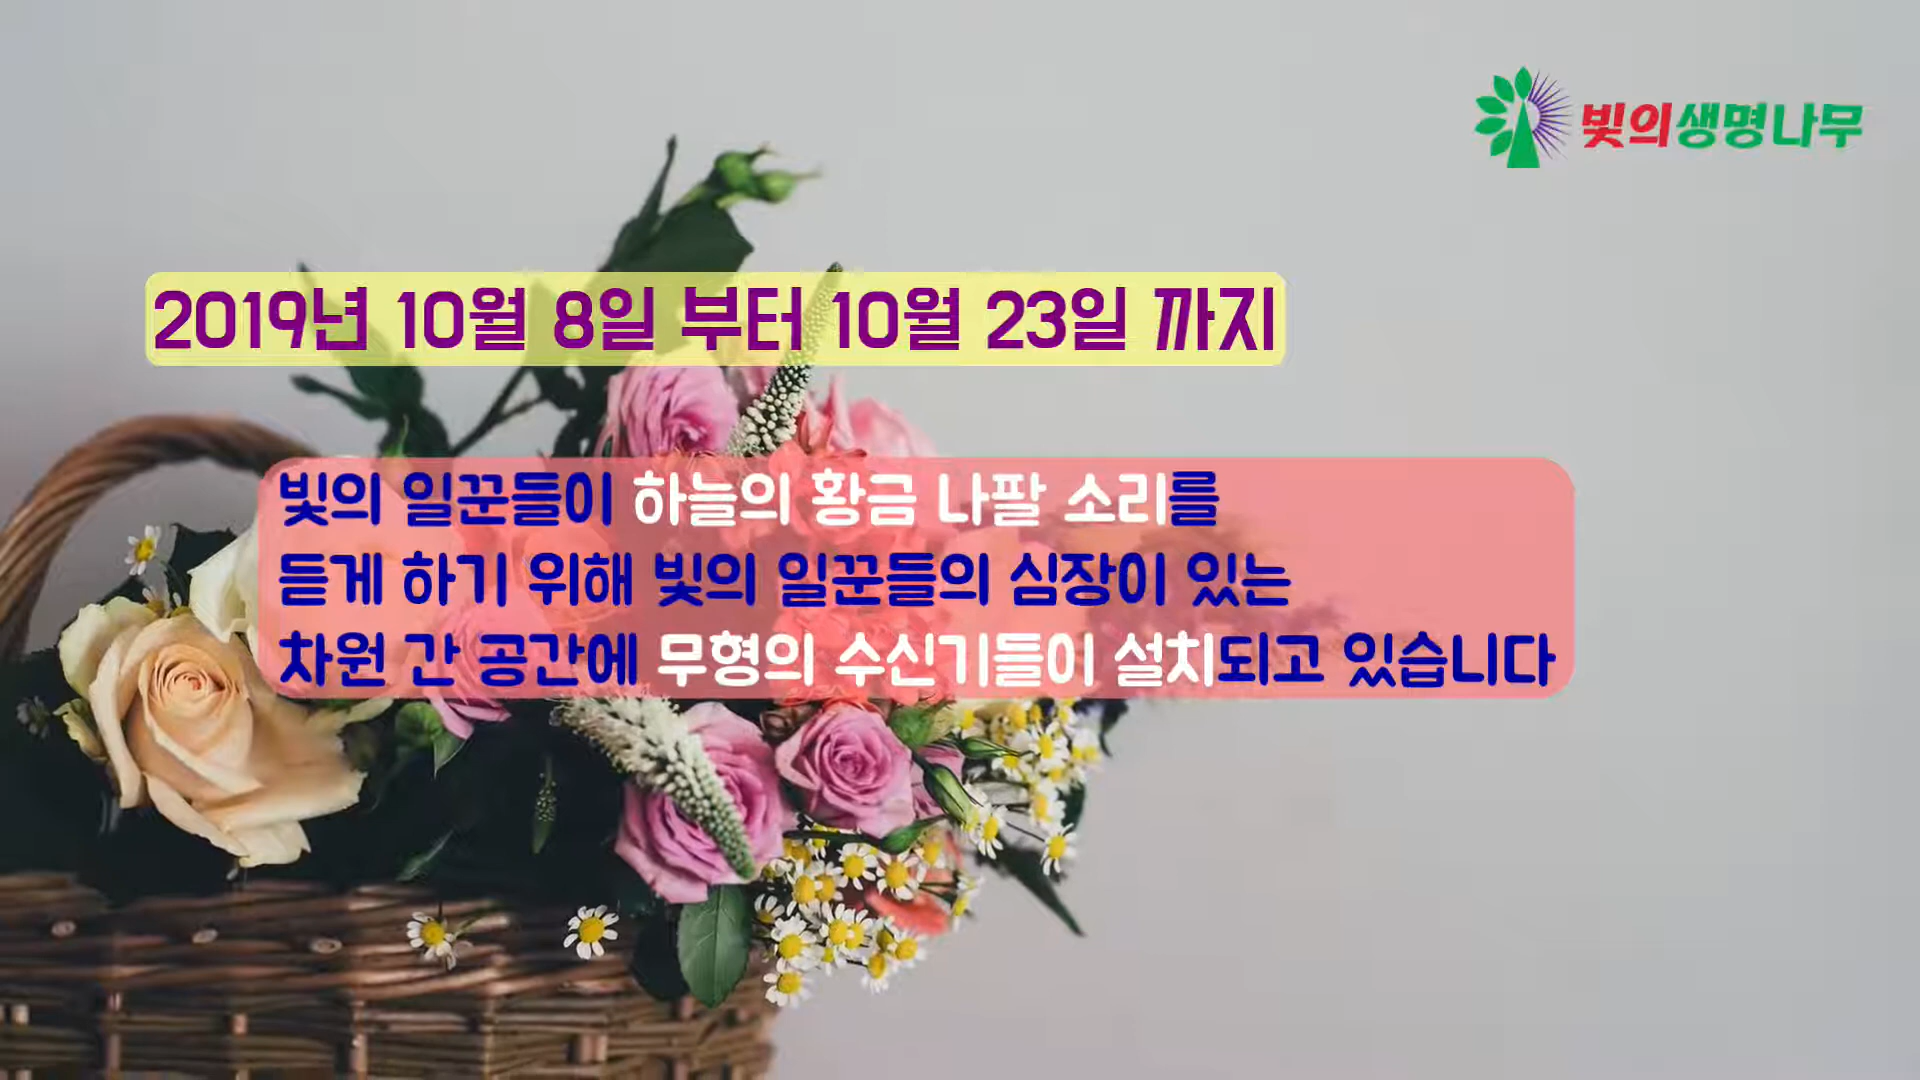 빛의생명나무
2019년 10월 8일 부터 10월 23일 까지
빛의 일꾼들이 하늘의 황금 나팔 소리를
듣게 하기 위해 빛의 일꾼들의 심장이 있는
차원 간 공간에 무형의 수신기들이 설치되고 있습니다